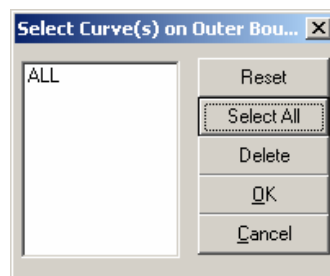 Select Curve(s) on Outer Bou...
ALL
Reset
Select All
Delete
OK
Cancel